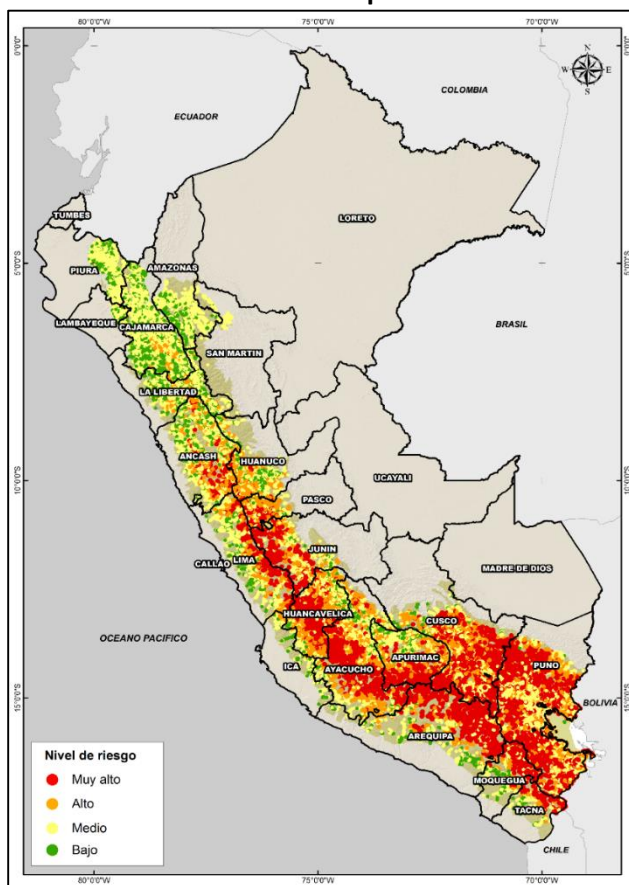 80°0'0"O 75°0'0"O 70°0'0"O
0°0'0"
N
W E
S
COLOMBIA
ECUADOR
LORETO
TUMBES
5°0'0"S 5°0'0"S
PIURA AMAZONAS
LAMBAYEQUE CAJAMARCA
BRASIL
SAN MARTIN
LA LIBERTAD
ANCASH HUANUCO
10°0'0"S 10°0'0"S
UCAYALI
PASCO
JUNIN
CALLAO LIMA
MADRE DE DIOS
HUANCAVELICA
CUSCO
OCEANO PACIFICO
ICA AYACUCHO APURIMAC PUNO
15°0'0"S 15°0'0"S
BOLIVIA
AREQUIPA
MOQUEGUA
TACNA
CHILE
Nivel de riesgo
Muy alto
Alto
Medio
Bajo
80°0'0"O 75°0'0"O 70°0'0"O